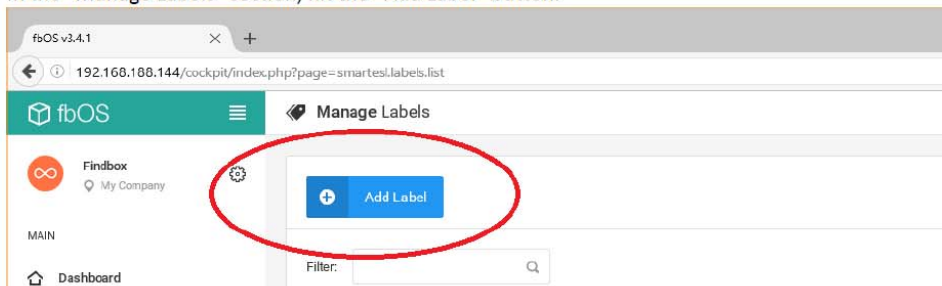 fbOS v3.4.1
192.168.188.144/cockpit/index.php?page=smartesl.labels.list
fbOS
Manage Labels
Findbox
My Company
Add Label
MAIN
Filter:
Dashboard